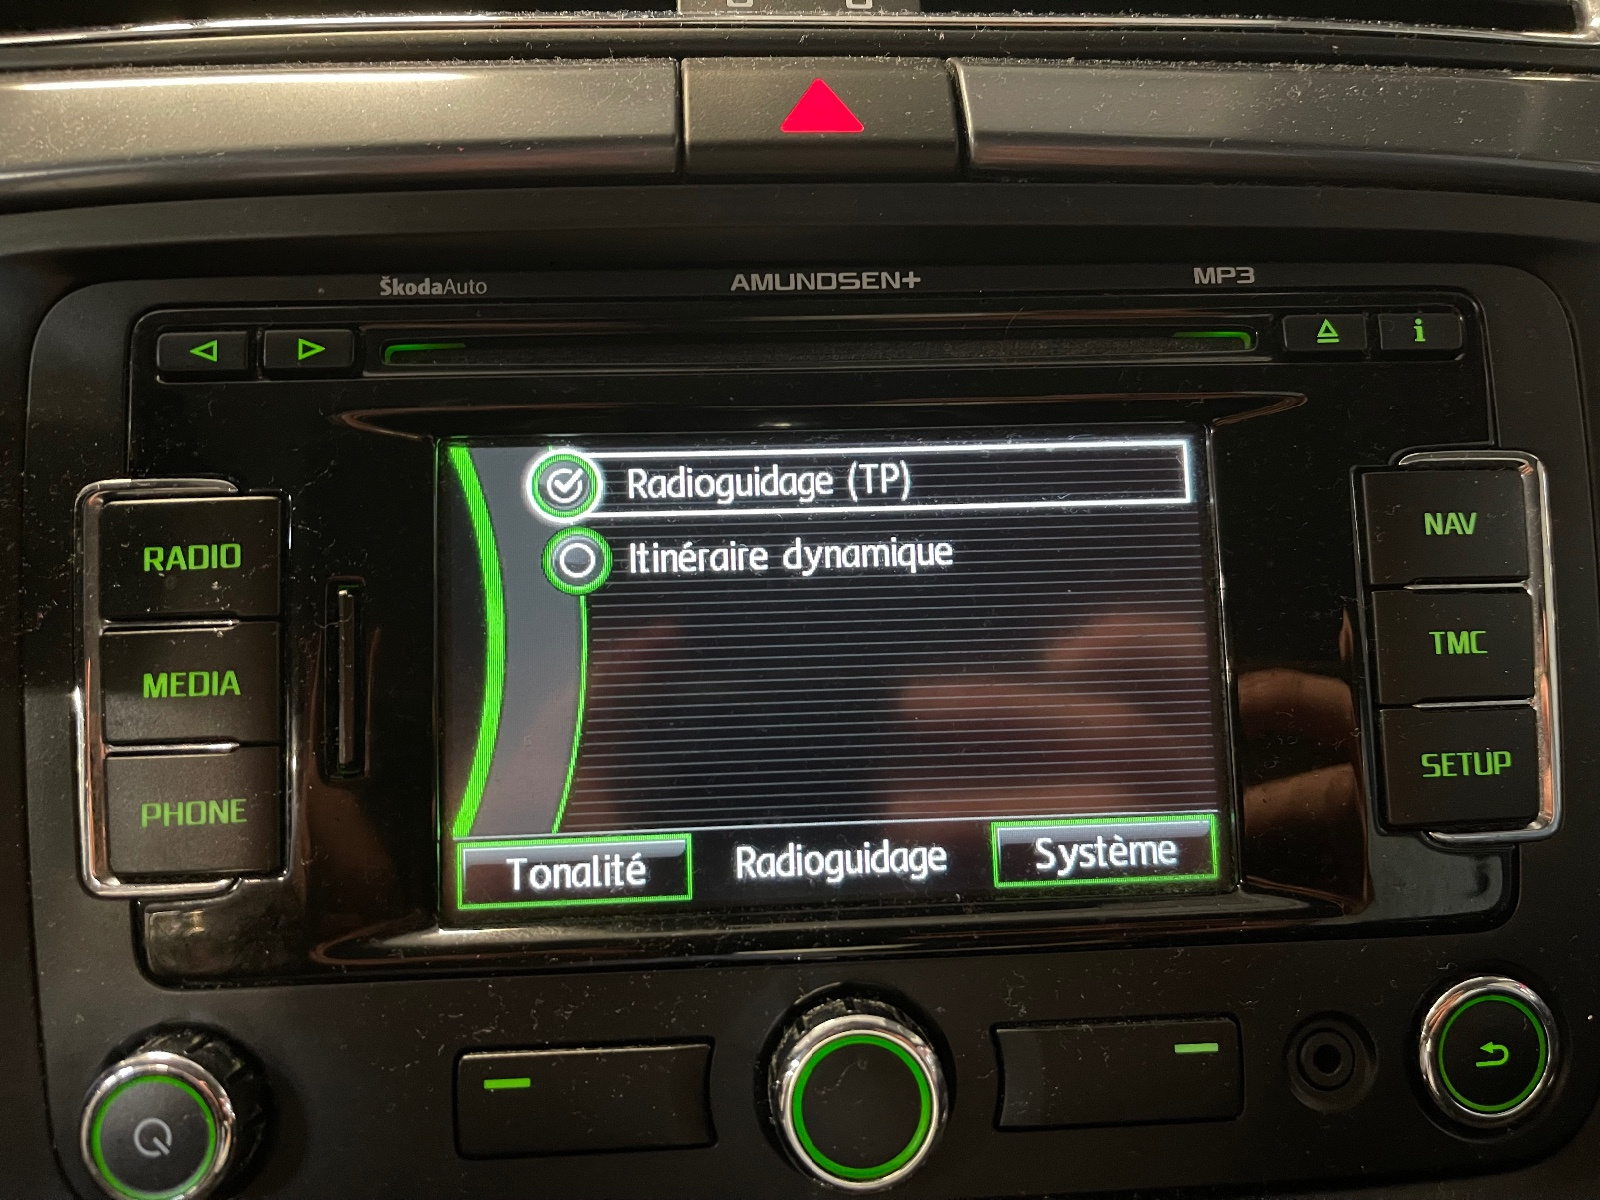 ŠkodaAuto
AMUNDSEN+
MP3
i
RADIO
MEDIA
PHONE
Radioguidage (TP)
Itinéraire dynamique
Tonalité
Radioguidage
Système
NAV
TMC
SETUP